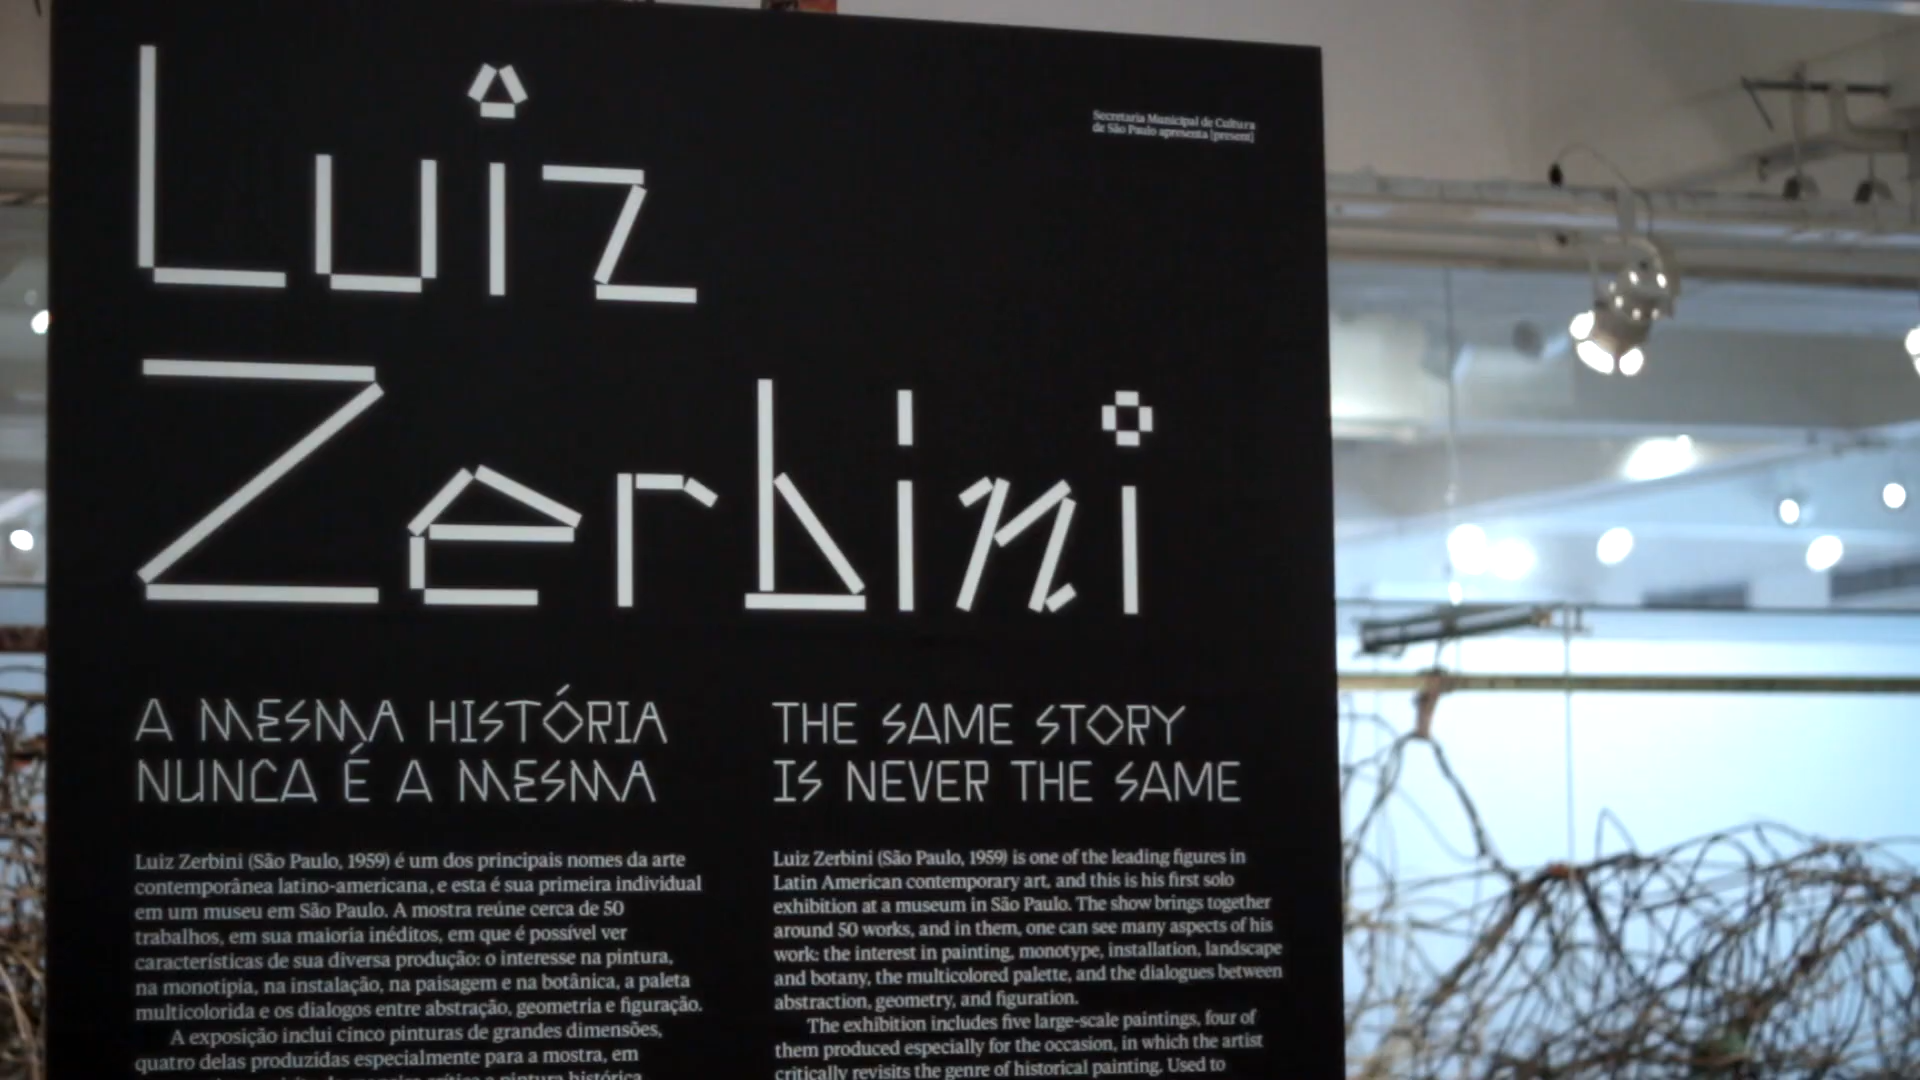 Luiz
Zerbini
Secretaria Municipal de Cultura
de São Paulo apresenta [present]
A MESMA HISTÓRIA
NUNCA É A MESMA
Luiz Zerbini (São Paulo, 1959) é um dos principais nomes da arte
contemporânea latino-americana, e esta é sua primeira individual
em um museu em São Paulo. A mostra reúne cerca de 50
trabalhos, em sua maioria inéditos, em que é possível ver
características de sua diversa produção: o interesse na pintura,
na monotipia, na instalação, na paisagem e na botânica, a paleta
multicolorida e os dialogos entre abstração, geometria e figuração.
A exposição inclui cinco pinturas de grandes dimensões,
quatro delas produzidas especialmente para a mostra, em
THE SAME STORY
IS NEVER THE SAME
Luiz Zerbini (São Paulo, 1959) is one of the leading figures in
Latin American contemporary art, and this is his first solo
exhibition at a museum in São Paulo. The show brings together
around 50 works, and in them, one can see many aspects of his
work: the interest in painting, monotype, installation, landscape
and botany, the multicolored palette, and the dialogues between
abstraction, geometry, and figuration.
The exhibition includes five large-scale paintings, four of
them produced especially for the occasion, in which the artist
critically revisits the genre of historical painting. Used to